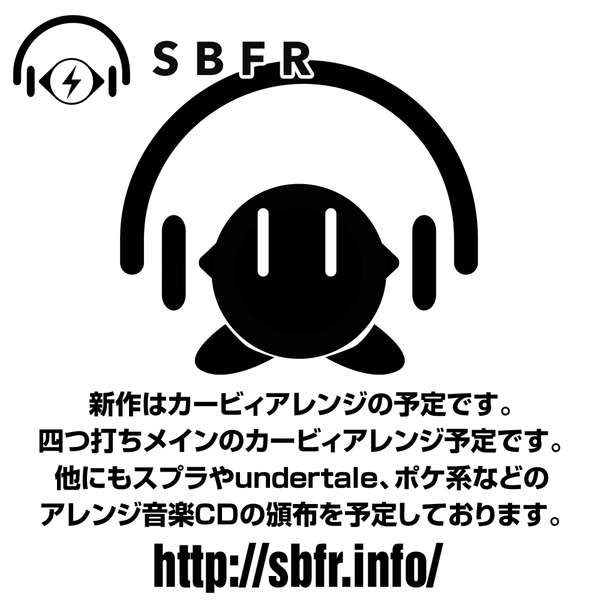 SBFR
新作はカービィアレンジの予定です。
四つ打ちメインのカービィアレンジ予定です。
他にもスプラやundertale、ポケ系などの
アレンジ音楽CDの頒布を予定しております。
http://sbfr.info/